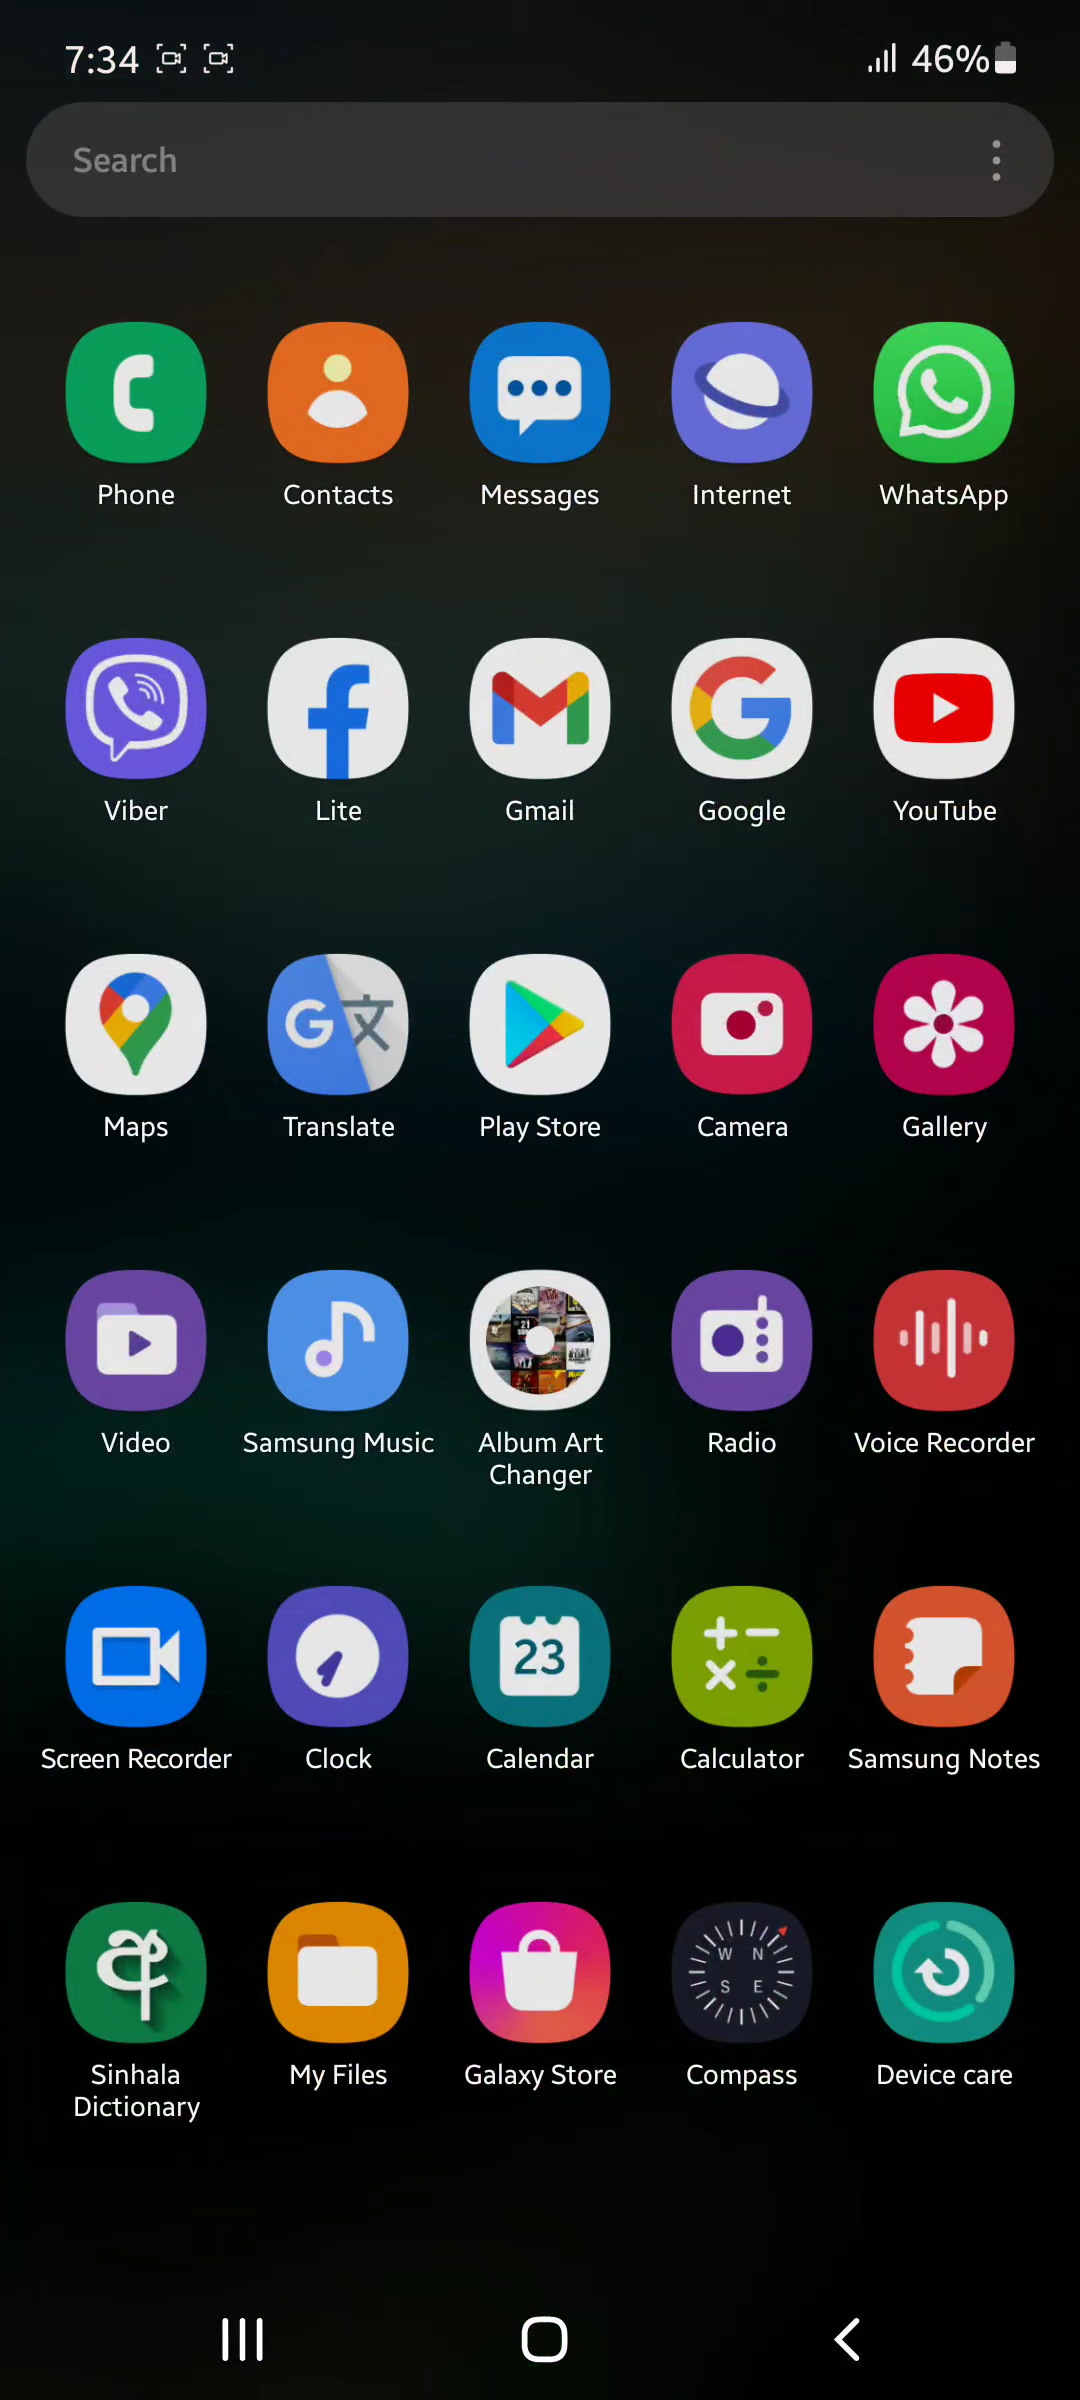 7:34 46%
Search
Phone Contacts Messages Internet WhatsApp
Viber Lite Gmail Google YouTube
G 文
Maps Translate Play Store Camera Gallery
Video Samsung Music Album Art Changer Radio Voice Recorder
23
Screen Recorder Clock Calendar Calculator Samsung Notes
අ
W N
S E
Sinhala Dictionary My Files Galaxy Store Compass Device care